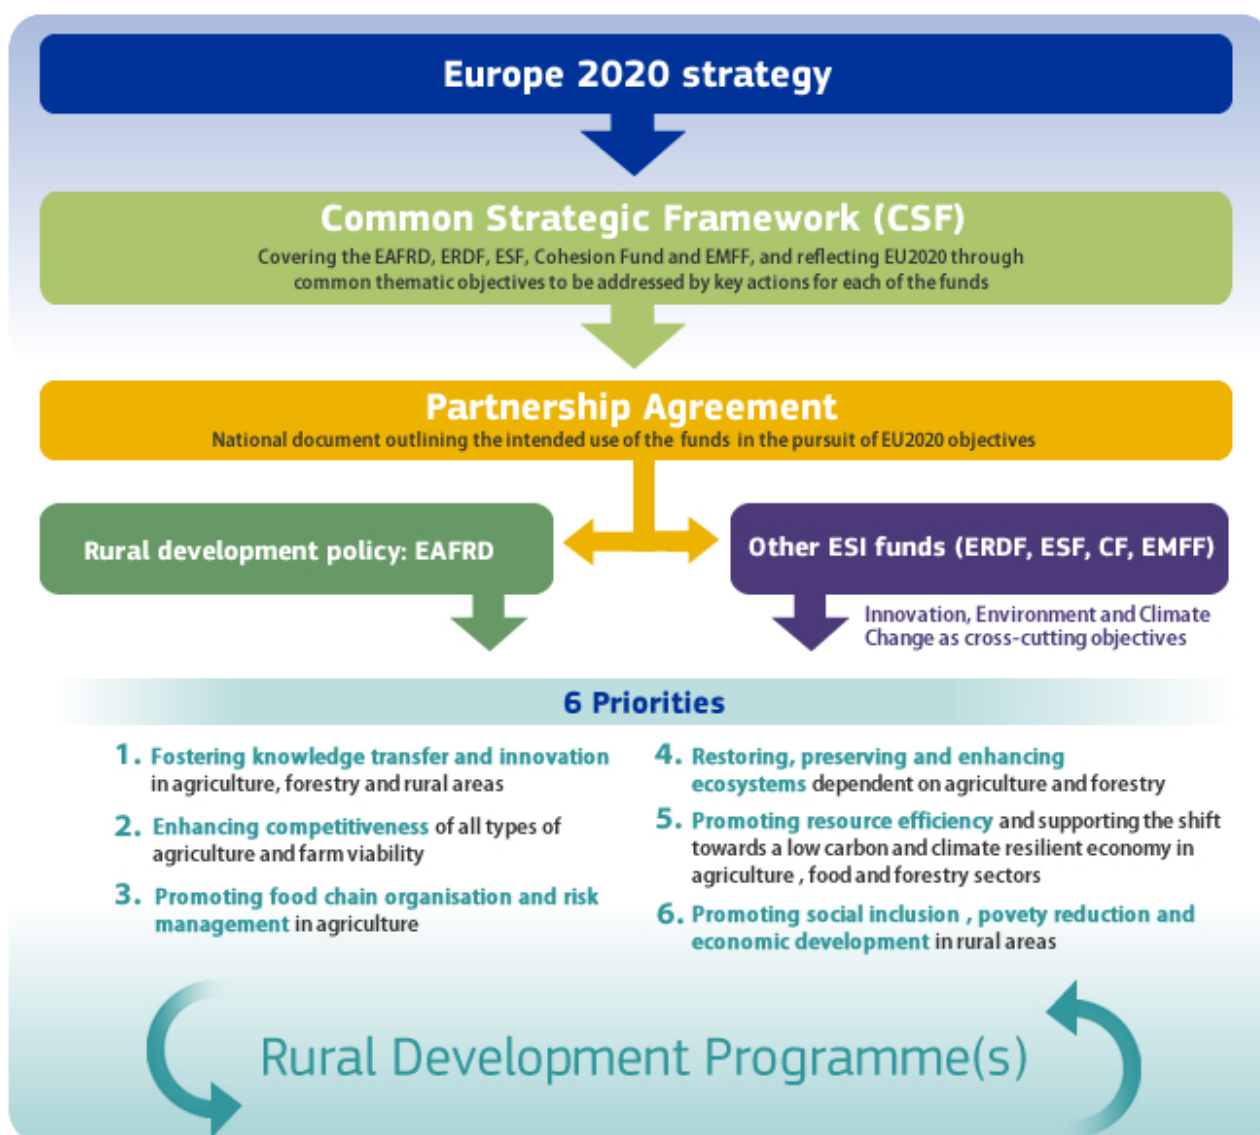 Europe 2020 strategy
Common Strategic Framework (CSF)
Covering the EAFRD, ERDF, ESF, Cohesion Fund and EMFF, and reflecting EU2020 through
common thematic objectives to be addressed by key actions for each of the funds
Partnership Agreement
National document outlining the intended use of the funds in the pursuit of EU2020 objectives
Rural development policy: EAFRD
Other ESI funds (ERDF, ESF, CF, EMFF)
Innovation, Environment and Climate
Change as cross-cutting objectives
6 Priorities
1. Fostering knowledge transfer and innovation
in agriculture, forestry and rural areas
2. Enhancing competitiveness of all types of
agriculture and farm viability
3. Promoting food chain organisation and risk
management in agriculture
4. Restoring, preserving and enhancing
ecosystems dependent on agriculture and forestry
5. Promoting resource efficiency and supporting the shift
towards a low carbon and climate resilient economy in
agriculture , food and forestry sectors
6. Promoting social inclusion , povety reduction and
economic development in rural areas
Rural Development Programme(s)